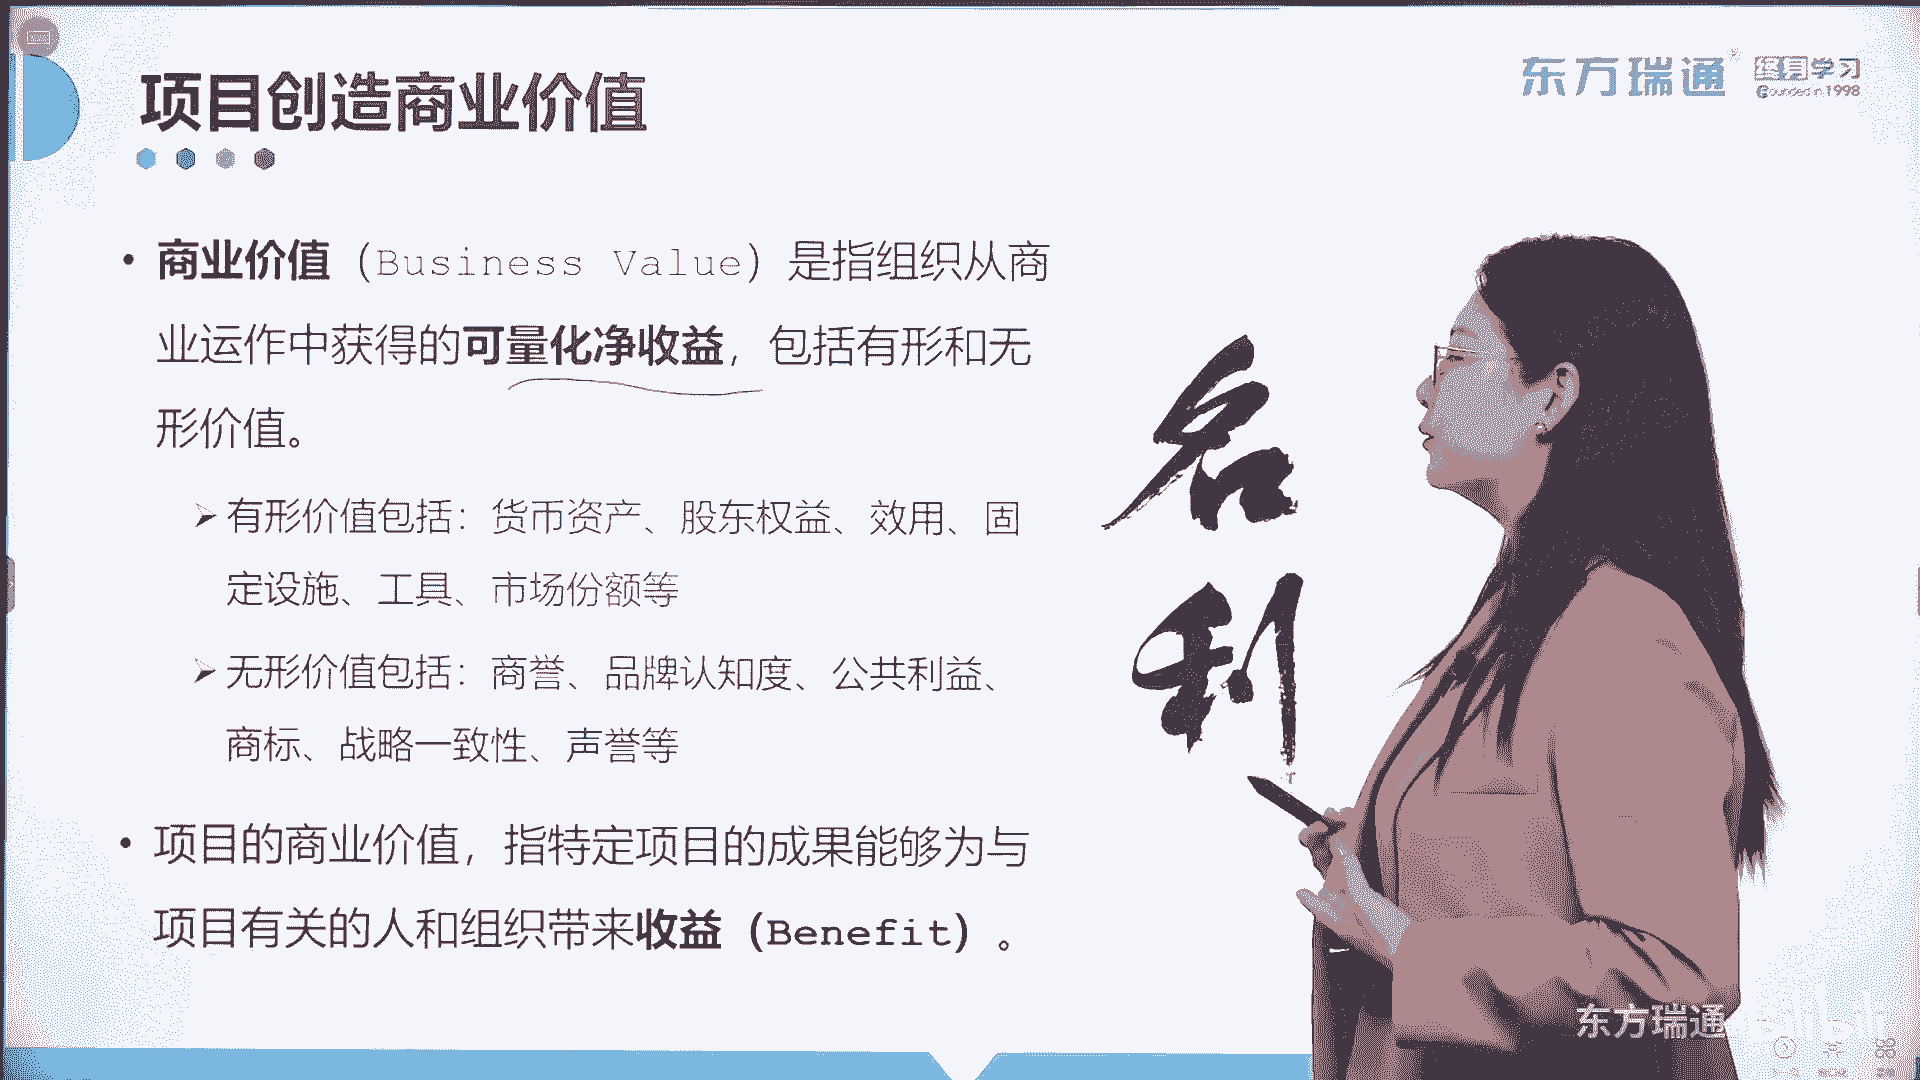 项目创造商业价值
东方瑞通
终身学习
Founded in 1998
• 商业价值（Business Value）是指组织从商
业运作中获得的可量化净收益，包括有形和无
形价值。
➢ 有形价值包括：货币资产、股东权益、效用、固
定设施、工具、市场份额等
➢ 无形价值包括：商誉、品牌认知度、公共利益、
商标、战略一致性、声誉等
• 项目的商业价值，指特定项目的成果能够为与
项目有关的人和组织带来收益（Benefit）。
名
利
东方瑞通